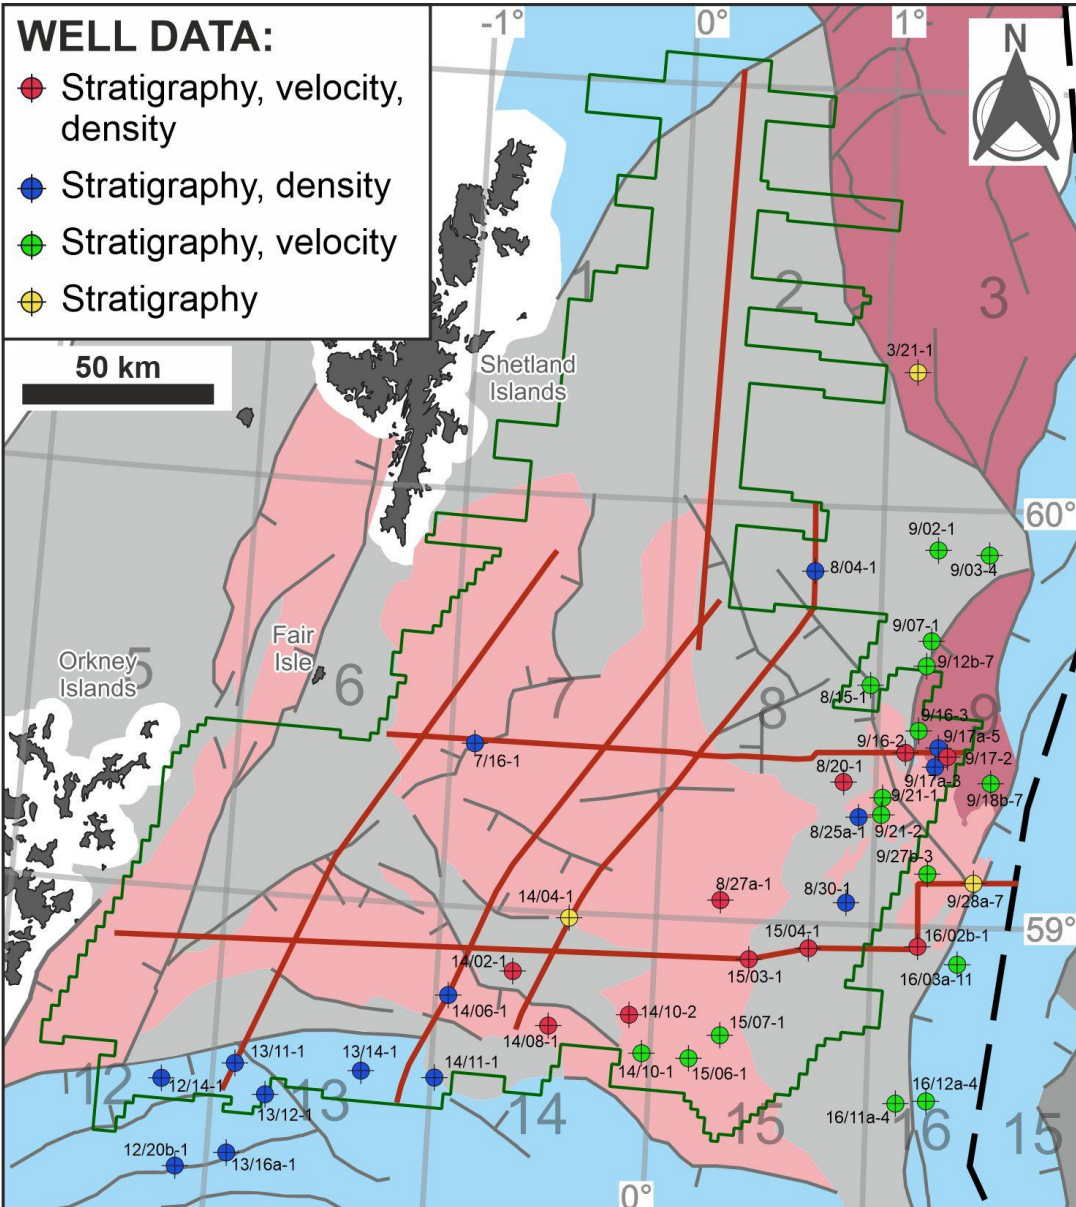 WELL DATA:
Stratigraphy, velocity,
density
Stratigraphy, density
Stratigraphy, velocity
Stratigraphy
50 km
-1°
0°
1°
N
1
2
3
3/21-1
Shetland
Islands
60°
9/02-1
9/03-4
8/04-1
9/07-1
9/12b-7
Fair
Isle
Orkney
Islands
5
6
7
8
9
8/15-1
9/16-3
9/17a-5
9/16-2
9/17-2
7/16-1
8/20-1
9/17a-3
9/18b-7
9/21-1
8/25a-1
9/21-2
9/27b-3
8/27a-1
8/30-1
9/28a-7
14/04-1
59°
15/04-1
16/02b-1
14/02-1
15/03-1
16/03a-11
14/06-1
14/10-2
14/08-1
15/07-1
13/11-1
13/14-1
14/11-1
14/10-1
15/06-1
12
12/14-1
13
13/12-1
14
15
16/12a-4
16/11a-4
16
15
12/20b-1
13/16a-1
0°